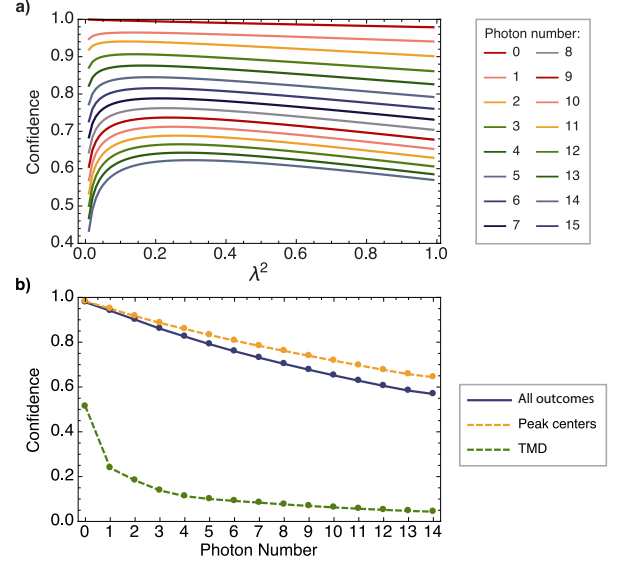 a)
1.0
0.9
0.8
0.7
0.6
0.5
0.4
Confidence
0.0 0.2 0.4 0.6 0.8 1.0
λ²
Photon number:
0 8
1 9
2 10
3 11
4 12
5 13
6 14
7 15
b)
1.0
0.8
0.6
0.4
0.2
0.0
Confidence
0 1 2 3 4 5 6 7 8 9 10 11 12 13 14
Photon Number
All outcomes
Peak centers
TMD